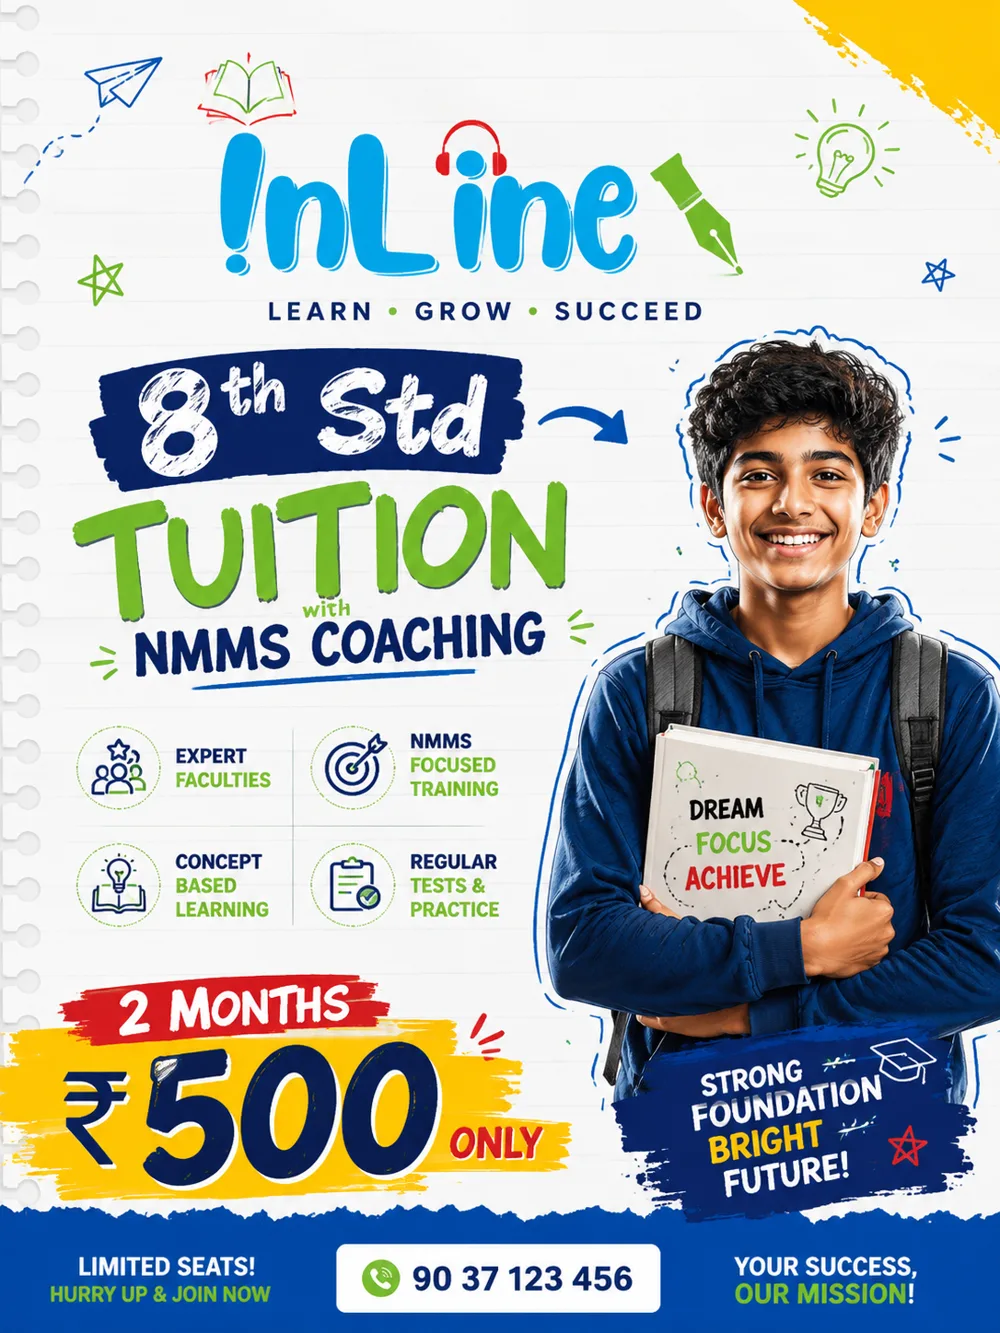 InLine
LEARN • GROW • SUCCEED
8th Std
TUITION
with
NMMS COACHING
EXPERT
FACULTIES
NMMS
FOCUSED
TRAINING
CONCEPT
BASED
LEARNING
REGULAR
TESTS &
PRACTICE
DREAM
FOCUS
ACHIEVE
2 MONTHS
₹500
ONLY
STRONG
FOUNDATION
BRIGHT
FUTURE!
LIMITED SEATS!
HURRY UP & JOIN NOW
90 37 123 456
YOUR SUCCESS,
OUR MISSION!